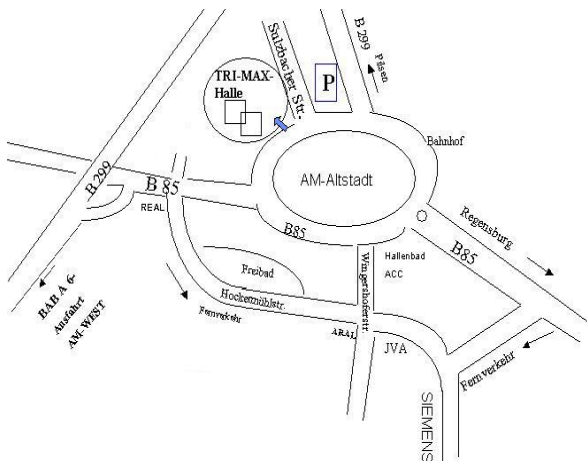 B 299
Pilsen
Sulzbacher Str.
P
TRI-MAX-
Halle
Bahnhof
AM-Altstadt
B 299
B 85
REAL
B85
Regensburg
B85
Hallenbad
ACC
Wingershoferstr.
Freibad
Hockermühlstr.
Fernverkehr
BAB A 6-
Ausfahrt
AM-WEST
ARAL
JVA
Fernverkehr
SIEMENS